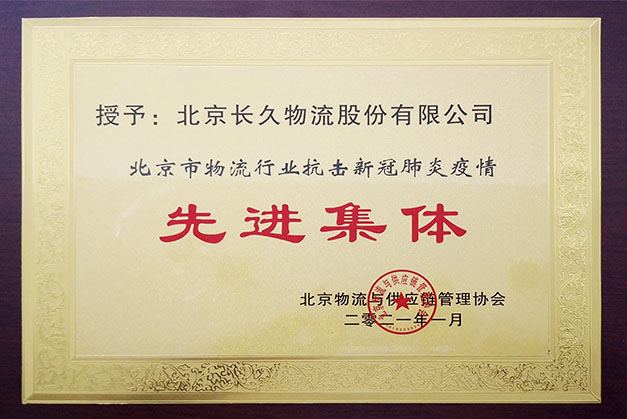 授予：北京长久物流股份有限公司
北京市物流行业抗击新冠肺炎疫情
先进集体
北京物流与供应链管理协会
二零二一年一月